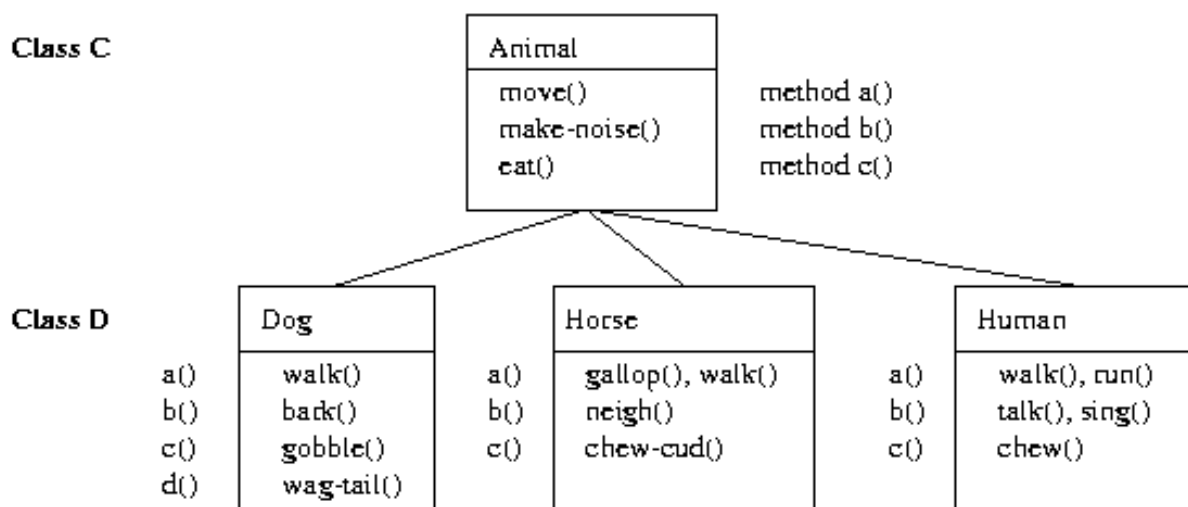 Class C
Animal
move()
make-noise()
eat()
method a()
method b()
method c()
Class D
Dog
a() walk()
b() bark()
c() gobble()
d() wag-tail()
Horse
a() gallop(), walk()
b() neigh()
c() chew-cud()
Human
a() walk(), run()
b() talk(), sing()
c() chew()